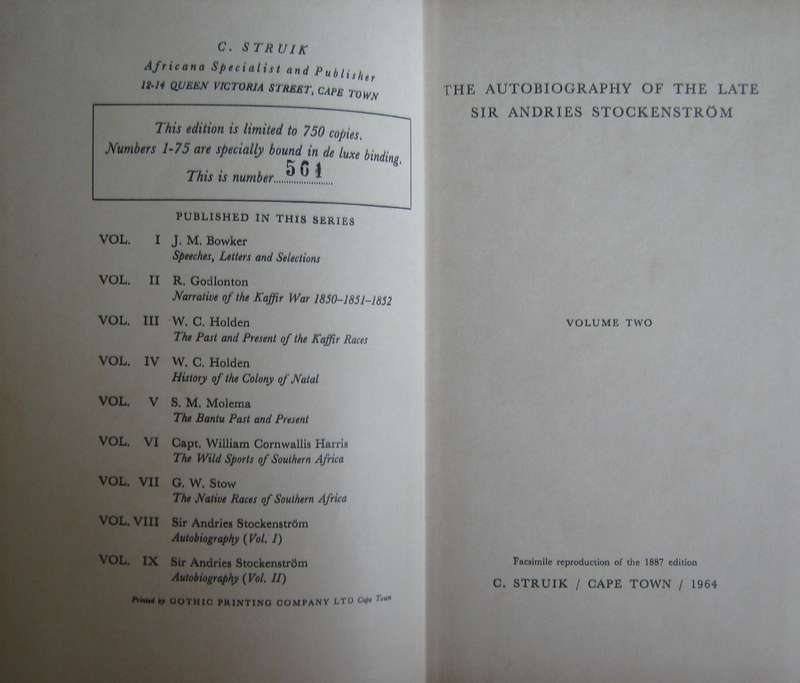 C. STRUIK
Africana Specialist and Publisher
12-14 QUEEN VICTORIA STREET, CAPE TOWN
This edition is limited to 750 copies.
Numbers 1-75 are specially bound in de luxe binding.
This is number..............561
PUBLISHED IN THIS SERIES
VOL. I J. M. Bowker
Speeches, Letters and Selections
VOL. II R. Godlonton
Narrative of the Kaffir War 1850–1851–1852
VOL. III W. C. Holden
The Past and Present of the Kaffir Races
VOL. IV W. C. Holden
History of the Colony of Natal
VOL. V S. M. Molema
The Bantu Past and Present
VOL. VI Capt. William Cornwallis Harris
The Wild Sports of Southern Africa
VOL. VII G. W. Stow
The Native Races of Southern Africa
VOL. VIII Sir Andries Stockenström
Autobiography (Vol. I)
VOL. IX Sir Andries Stockenström
Autobiography (Vol. II)
Printed by GOTHIC PRINTING COMPANY LTD Cape Town
THE AUTOBIOGRAPHY OF THE LATE
SIR ANDRIES STOCKENSTRÖM
VOLUME TWO
Facsimile reproduction of the 1887 edition
C. STRUIK / CAPE TOWN / 1964